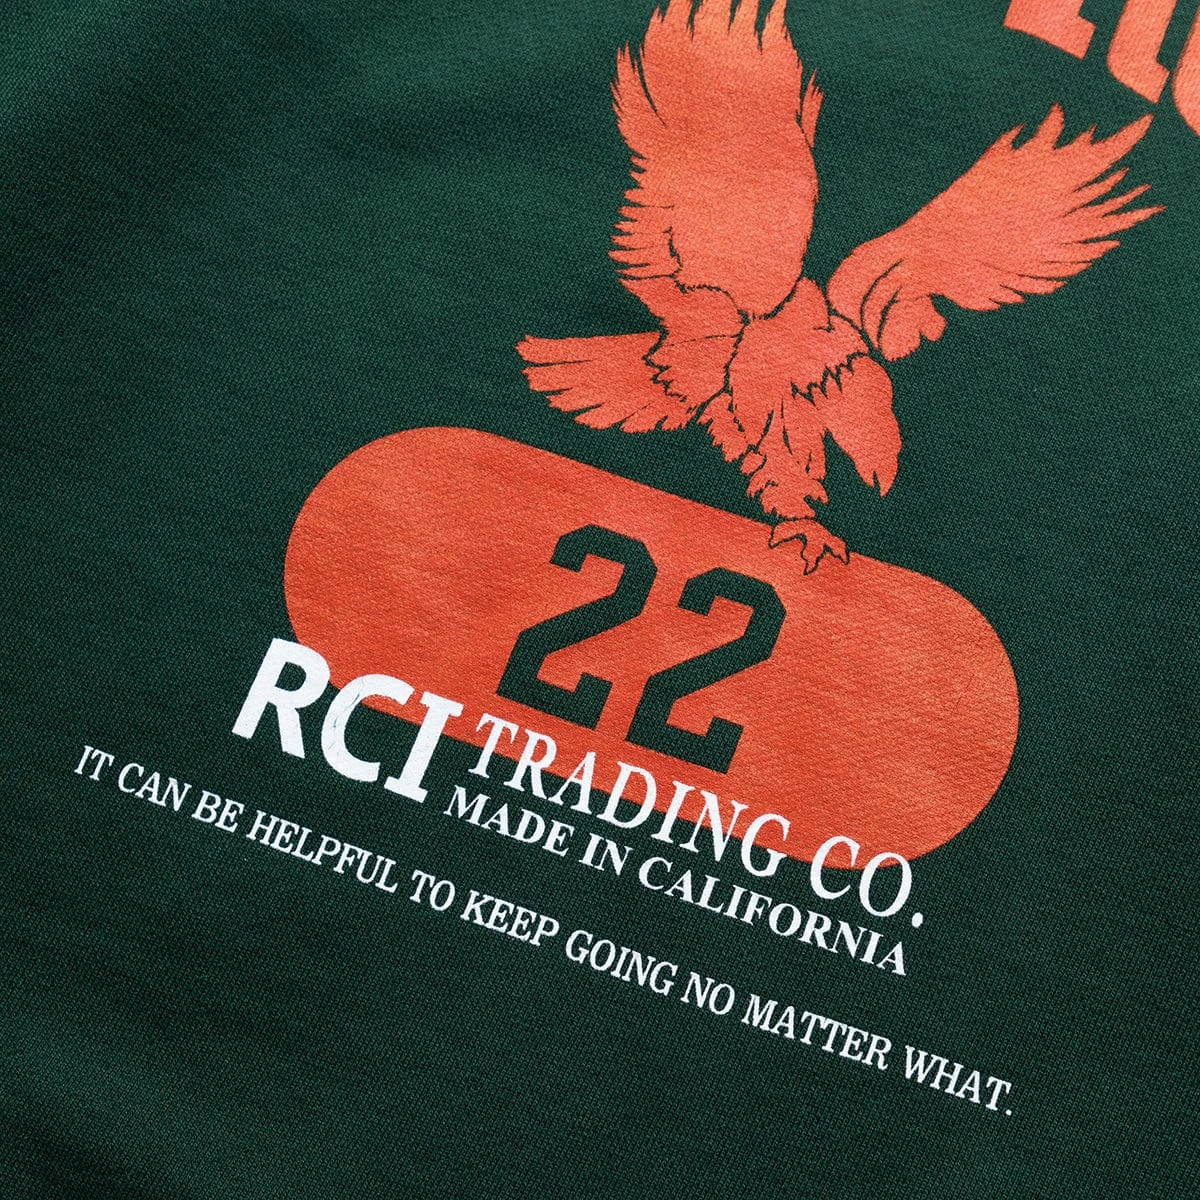 22
RCI TRADING CO.
MADE IN CALIFORNIA
IT CAN BE HELPFUL TO KEEP GOING NO MATTER WHAT.